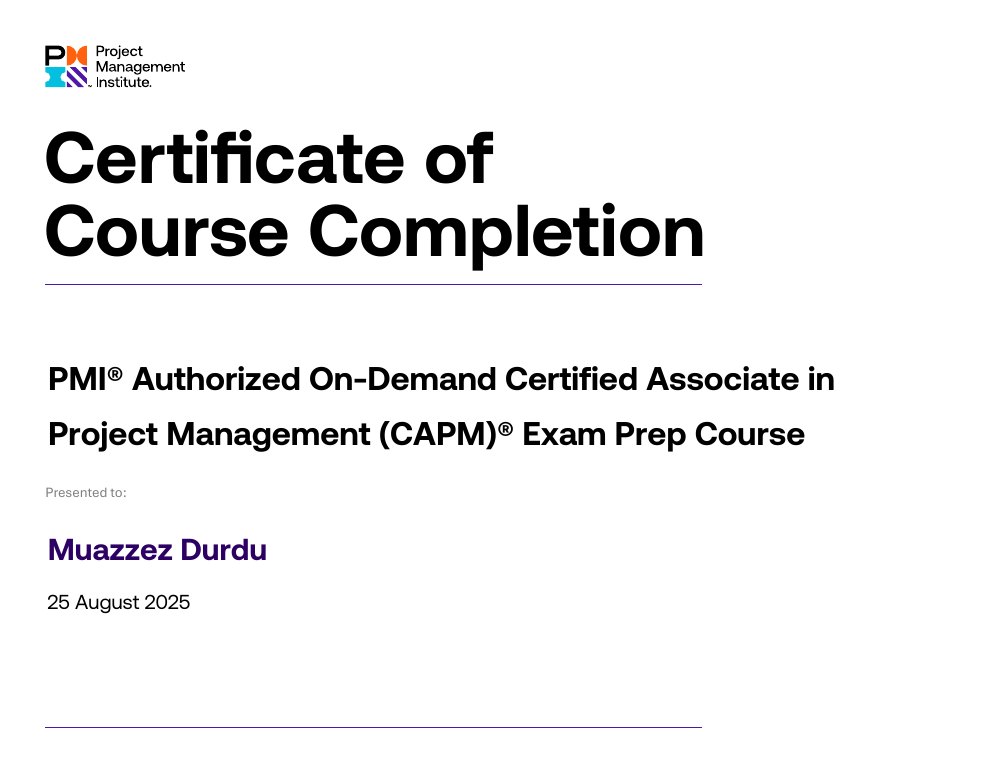 PM
Project
Management
Institute.
Certificate of
Course Completion
PMI® Authorized On-Demand Certified Associate in
Project Management (CAPM)® Exam Prep Course
Presented to:
Muazzez Durdu
25 August 2025